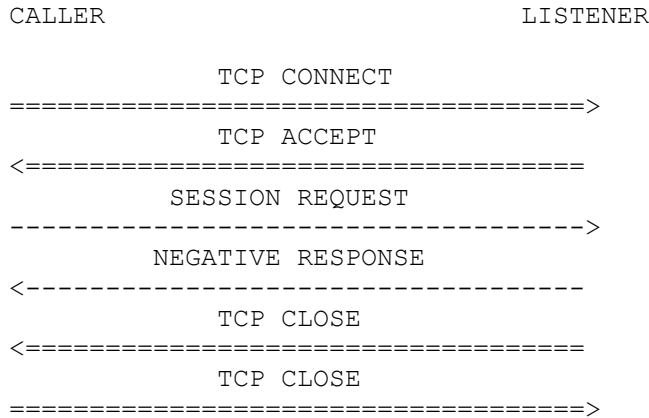 CALLER LISTENER
TCP CONNECT
====================================>
TCP ACCEPT
<===================================
SESSION REQUEST
------------------------------------>
NEGATIVE RESPONSE
<-----------------------------------
TCP CLOSE
<===================================
TCP CLOSE
====================================>